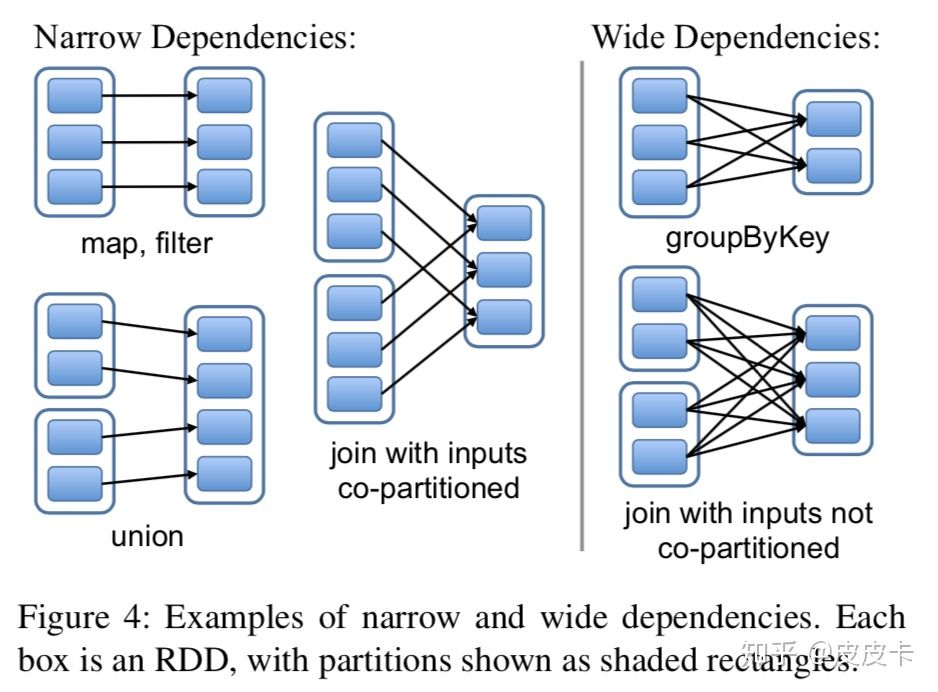 Narrow Dependencies:
Wide Dependencies:
map, filter
union
join with inputs
co-partitioned
groupByKey
join with inputs not
co-partitioned
Figure 4: Examples of narrow and wide dependencies. Each
box is an RDD, with partitions shown as shaded rectangles.
知乎 @皮皮卡